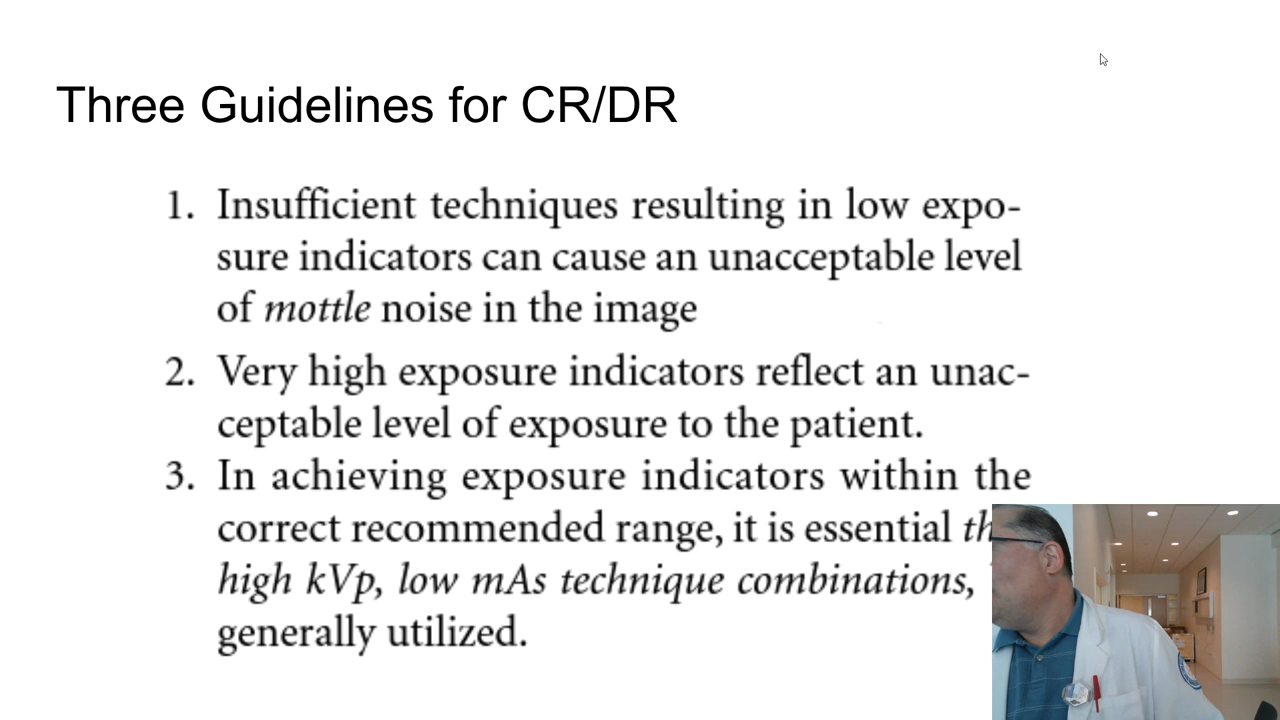 Three Guidelines for CR/DR
1. Insufficient techniques resulting in low expo-
sure indicators can cause an unacceptable level
of mottle noise in the image
2. Very high exposure indicators reflect an unac-
ceptable level of exposure to the patient.
3. In achieving exposure indicators within the
correct recommended range, it is essential
high kVp, low mAs technique combinations,
generally utilized.